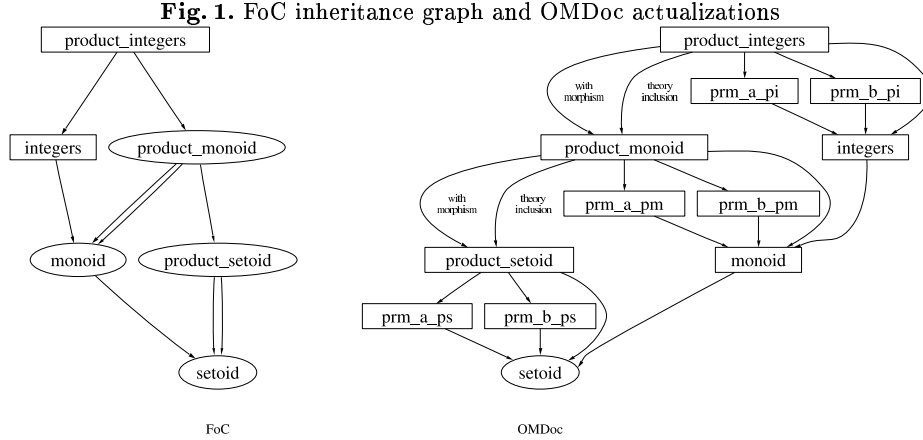 Fig. 1. FoC inheritance graph and OMDoc actualizations
product_integers
integers
product_monoid
monoid
product_setoid
setoid
FoC
product_integers
with
morphism
theory
inclusion
prm_a_pi
prm_b_pi
product_monoid
integers
with
morphism
theory
inclusion
prm_a_pm
prm_b_pm
product_setoid
monoid
prm_a_ps
prm_b_ps
setoid
OMDoc